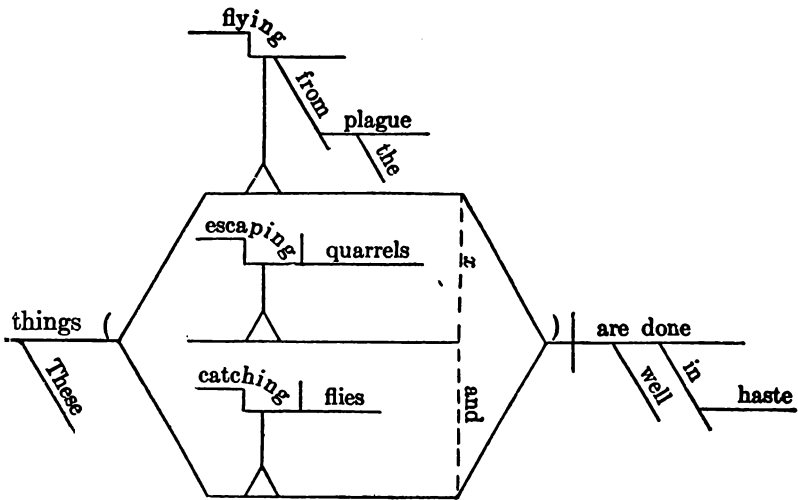 flying
from
plague
the
escaping
quarrels
x
things ( ) are done
These
well
in
haste
catching
flies
and